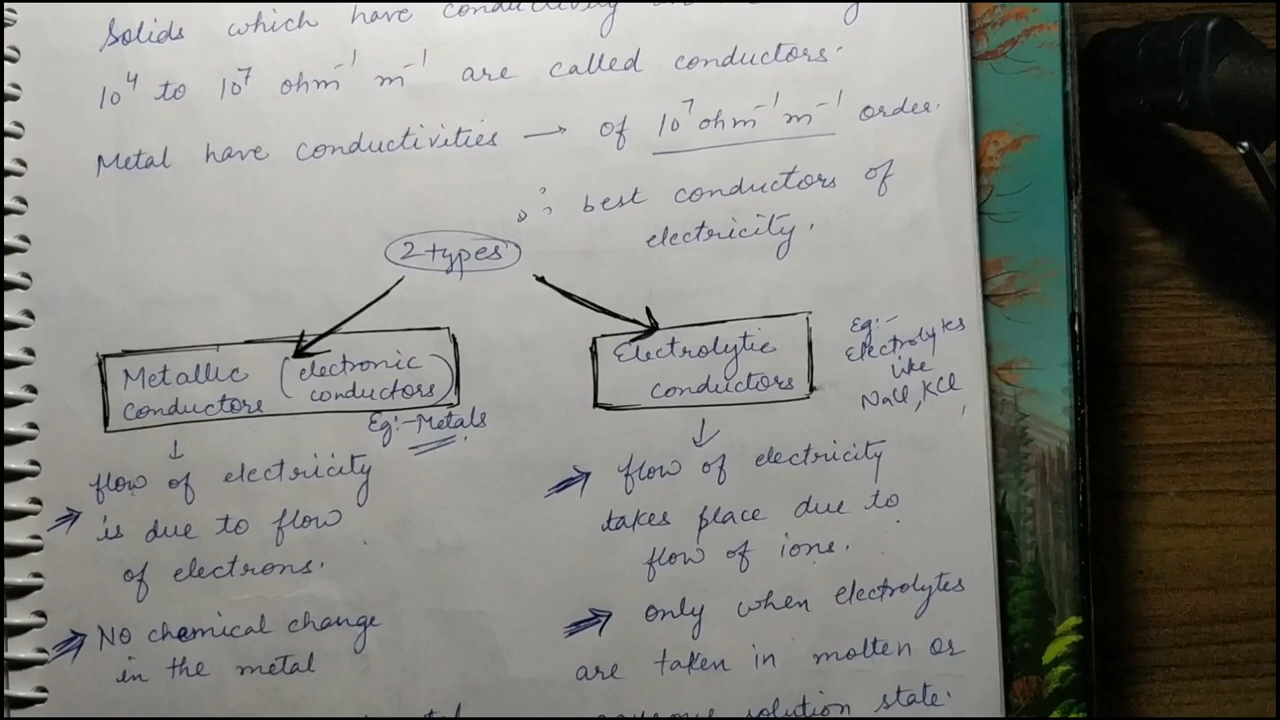 Solids which have conductivity
10⁴ to 10⁷ ohm⁻¹ m⁻¹ are called conductors.
Metal have conductivities → of 10⁷ ohm⁻¹ m⁻¹ order.
∴ best conductors of
electricity.
2 types
Metallic conductors (electronic conductors)
Eg:- Metals
↓
flow of electricity
⇒ is due to flow
of electrons.
⇒ No chemical change
in the metal
Electrolytic
conductors
Eg:-
Electrolytes
like
NaCl, KCl,
↓
⇒ flow of electricity
takes place due to
flow of ions.
⇒ only when electrolytes
are taken in molten or
solution state.